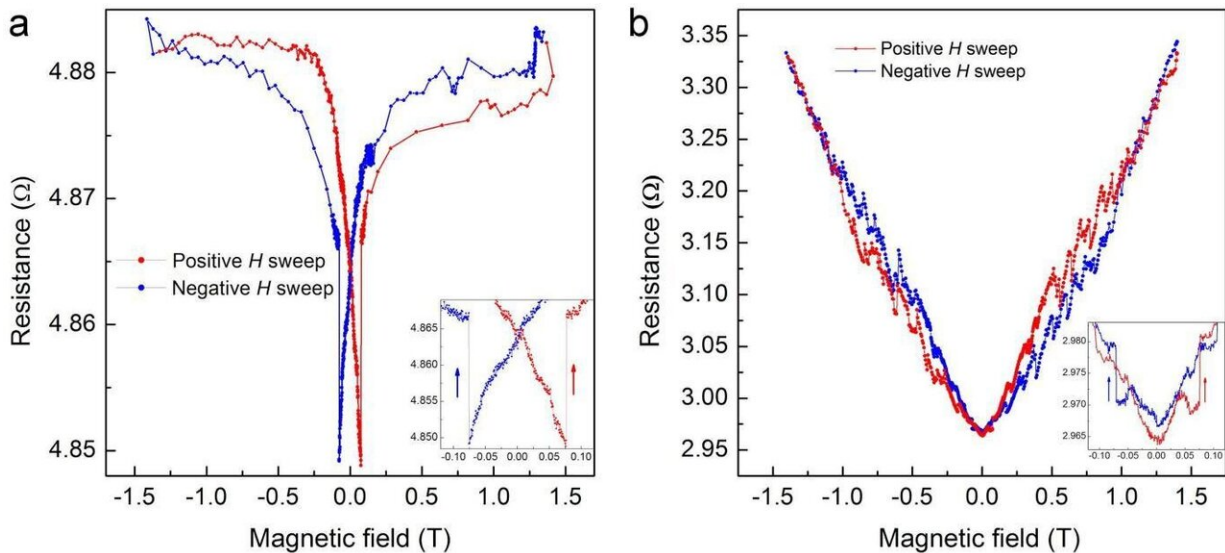 a
4.88
4.87
4.86
4.85
Resistance (Ω)
Positive H sweep
Negative H sweep
4.865
4.860
4.855
4.850
-0.10 -0.05 0.00 0.05 0.10
-1.5 -1.0 -0.5 0.0 0.5 1.0 1.5
Magnetic field (T)
b
3.35
3.30
3.25
3.20
3.15
3.10
3.05
3.00
2.95
Resistance (Ω)
Positive H sweep
Negative H sweep
2.980
2.975
2.970
2.965
-0.10 -0.05 0.00 0.05 0.10
-1.5 -1.0 -0.5 0.0 0.5 1.0
Magnetic field (T)